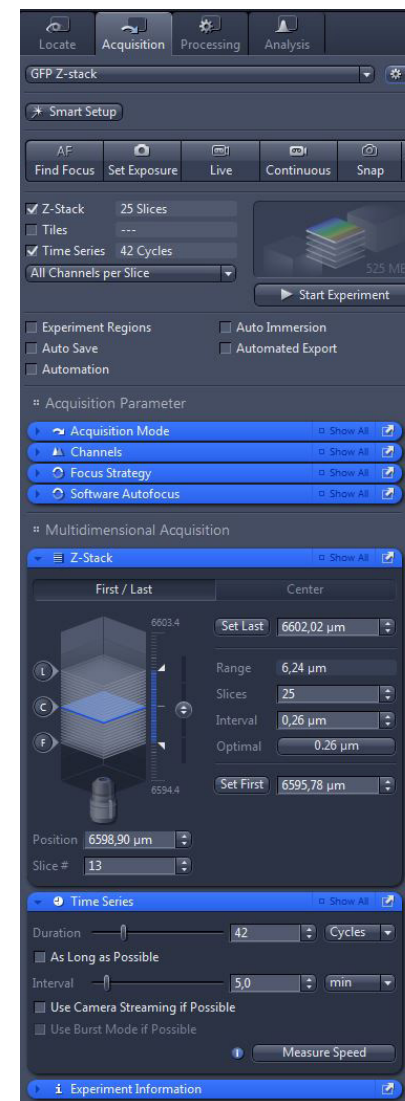 Locate Acquisition Processing Analysis
GFP Z-stack
Smart Setup
AF
Find Focus Set Exposure Live Continuous Snap
Z-Stack 25 Slices
Tiles ---
Time Series 42 Cycles
All Channels per Slice
525 MB
Start Experiment
Experiment Regions Auto Immersion
Auto Save Automated Export
Automation
Acquisition Parameter
Acquisition Mode Show All
Channels Show All
Focus Strategy Show All
Software Autofocus Show All
Multidimensional Acquisition
Z-Stack Show All
First / Last Center
6603.4 Set Last 6602,02 µm
L Range 6,24 µm
Slices 25
C Interval 0,26 µm
F Optimal 0.26 µm
6594.4 Set First 6595,78 µm
Position 6598,90 µm
Slice # 13
Time Series Show All
Duration 42 Cycles
As Long as Possible
Interval 5,0 min
Use Camera Streaming if Possible
Use Burst Mode if Possible
i Measure Speed
i Experiment Information